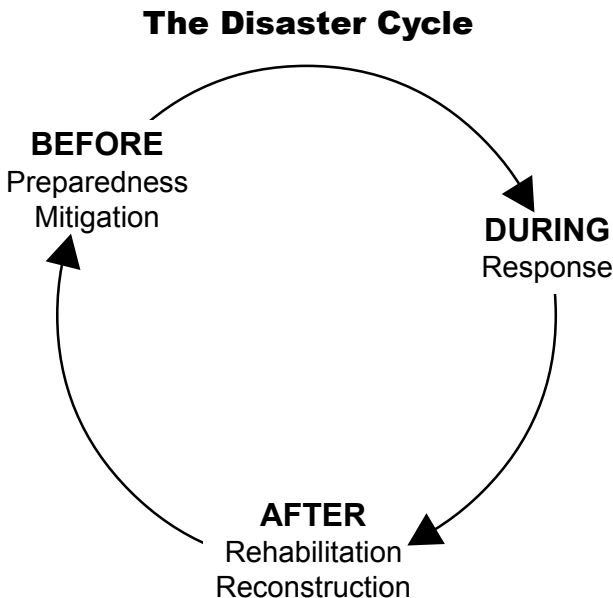 The Disaster Cycle
BEFORE
Preparedness
Mitigation
DURING
Response
AFTER
Rehabilitation
Reconstruction